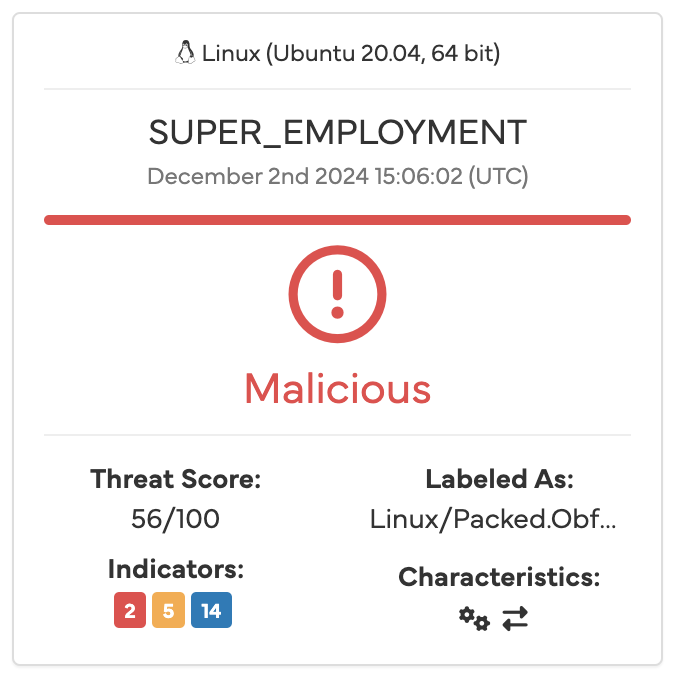 Linux (Ubuntu 20.04, 64 bit)
SUPER_EMPLOYMENT
December 2nd 2024 15:06:02 (UTC)
Malicious
Threat Score:
56/100
Indicators:
2 5 14
Labeled As:
Linux/Packed.Obf...
Characteristics: